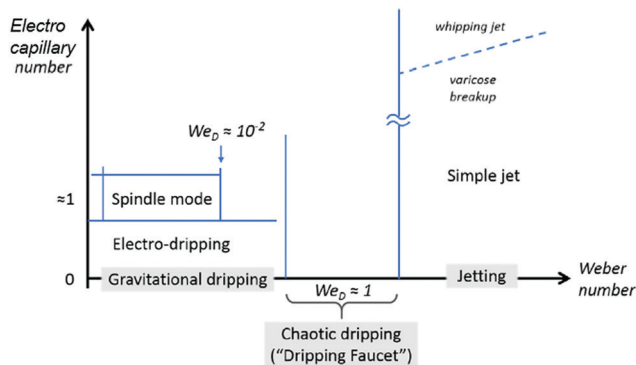 Electro
capillary
number
whipping jet
varicose
breakup
We_D ≈ 10⁻²
≈1
Spindle mode
Simple jet
Electro-dripping
0
Gravitational dripping
Jetting
Weber
number
We_D ≈ 1
Chaotic dripping
("Dripping Faucet")